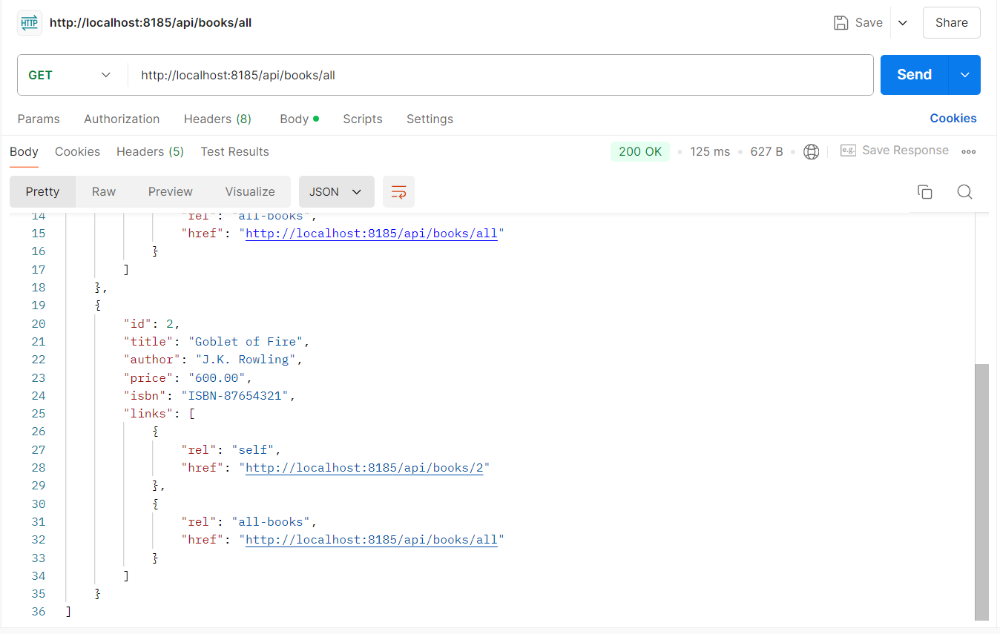 HTTP http://localhost:8185/api/books/all Save Share
GET http://localhost:8185/api/books/all Send
Params Authorization Headers (8) Body Scripts Settings Cookies
Body Cookies Headers (5) Test Results 200 OK 125 ms 627 B e.g. Save Response
Pretty Raw Preview Visualize JSON
14 "rel": "all-books",
15 "href": "http://localhost:8185/api/books/all"
16 }
17 ]
18 },
19 {
20 "id": 2,
21 "title": "Goblet of Fire",
22 "author": "J.K. Rowling",
23 "price": "600.00",
24 "isbn": "ISBN-87654321",
25 "links": [
26 {
27 "rel": "self",
28 "href": "http://localhost:8185/api/books/2"
29 },
30 {
31 "rel": "all-books",
32 "href": "http://localhost:8185/api/books/all"
33 }
34 ]
35 }
36 ]